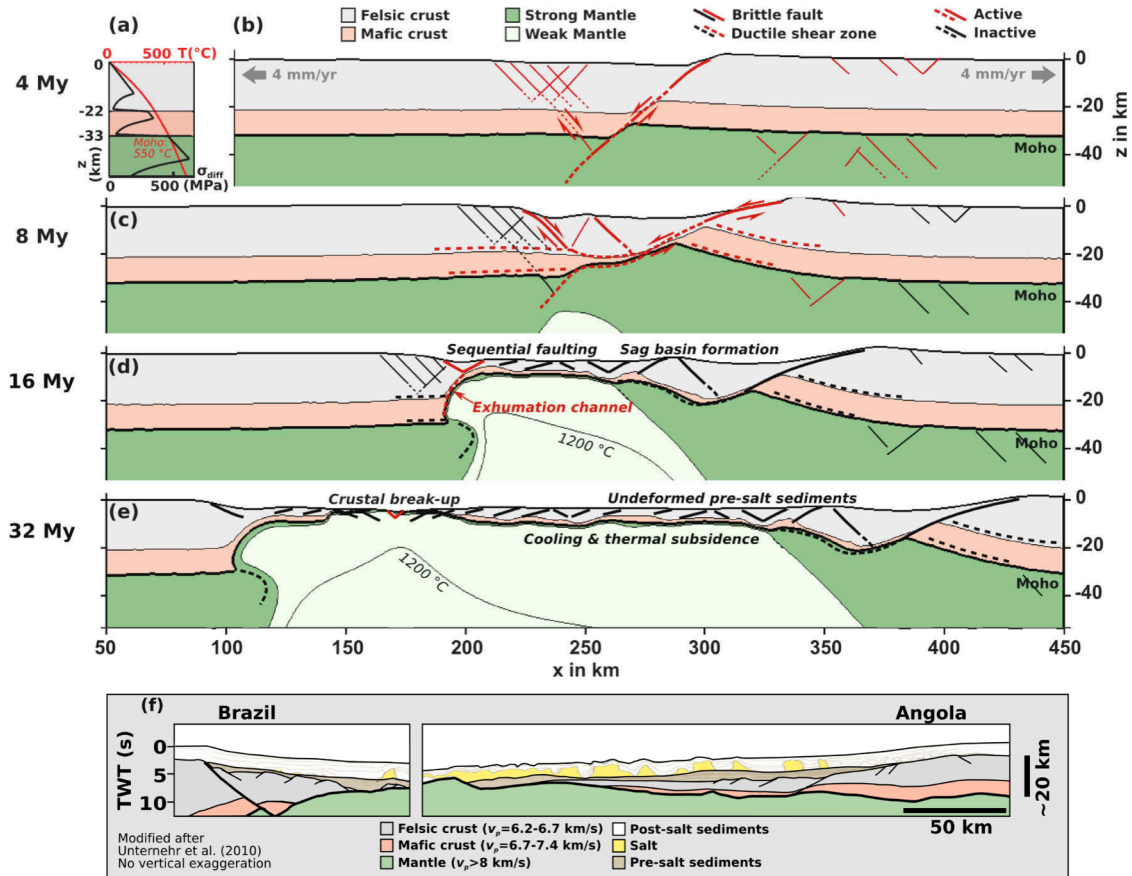 Felsic crust
Mafic crust
Strong Mantle
Weak Mantle
Brittle fault
Ductile shear zone
Active
Inactive
4 My
(a)
0 500 T(°C)
0
-22
-33
z
(km)
Moho:
550 °C
σdiff
0 500 (MPa)
(b)
4 mm/yr
4 mm/yr
Moho
0
-20
-40
z in km
8 My
(c)
Moho
0
-20
-40
16 My
(d)
Sequential faulting
Sag basin formation
Exhumation channel
1200 °C
Moho
0
-20
-40
32 My
(e)
Crustal break-up
Undeformed pre-salt sediments
Cooling & thermal subsidence
1200 °C
Moho
0
-20
-40
50 100 150 200 250 300 350 400 450
x in km
(f)
Brazil
Angola
TWT (s)
0
5
10
~20 km
50 km
Modified after
Unternehr et al. (2010)
No vertical exaggeration
Felsic crust (vp=6.2-6.7 km/s)
Mafic crust (vp=6.7-7.4 km/s)
Mantle (vp>8 km/s)
Post-salt sediments
Salt
Pre-salt sediments